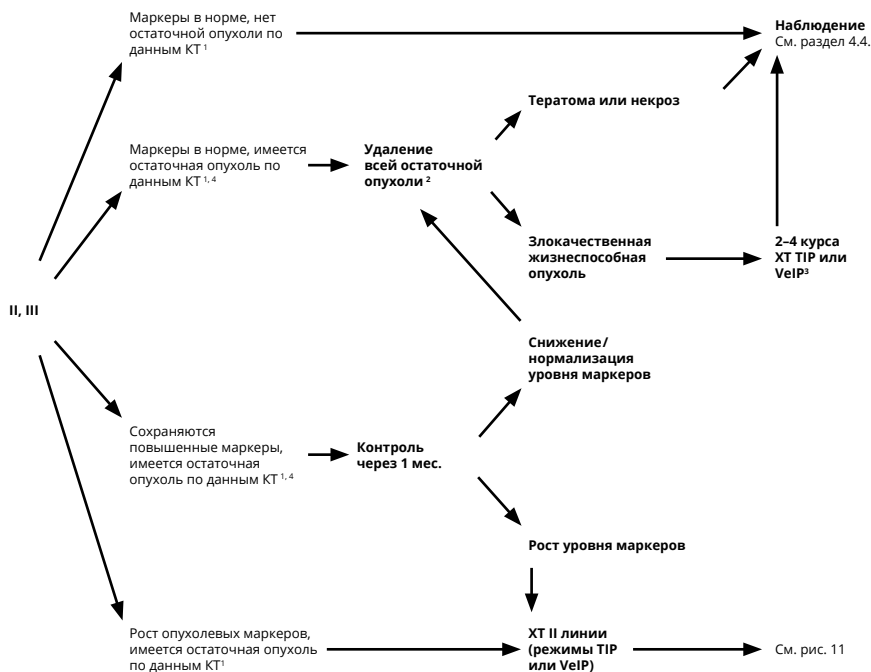 Маркеры в норме, нет
остаточной опухоли по
данным КТ ¹
Наблюдение
См. раздел 4.4.
Тератома или некроз
Маркеры в норме, имеется
остаточная опухоль по
данным КТ ¹, ⁴
Удаление
всей остаточной
опухоли ²
Злокачественная
жизнеспособная
опухоль
2–4 курса
ХТ TIP или
VeIP³
II, III
Снижение/
нормализация
уровня маркеров
Сохраняются
повышенные маркеры,
имеется остаточная
опухоль по данным КТ ¹, ⁴
Контроль
через 1 мес.
Рост уровня маркеров
Рост опухолевых маркеров,
имеется остаточная опухоль
по данным КТ¹
ХТ II линии
(режимы TIP
или VeIP)
См. рис. 11